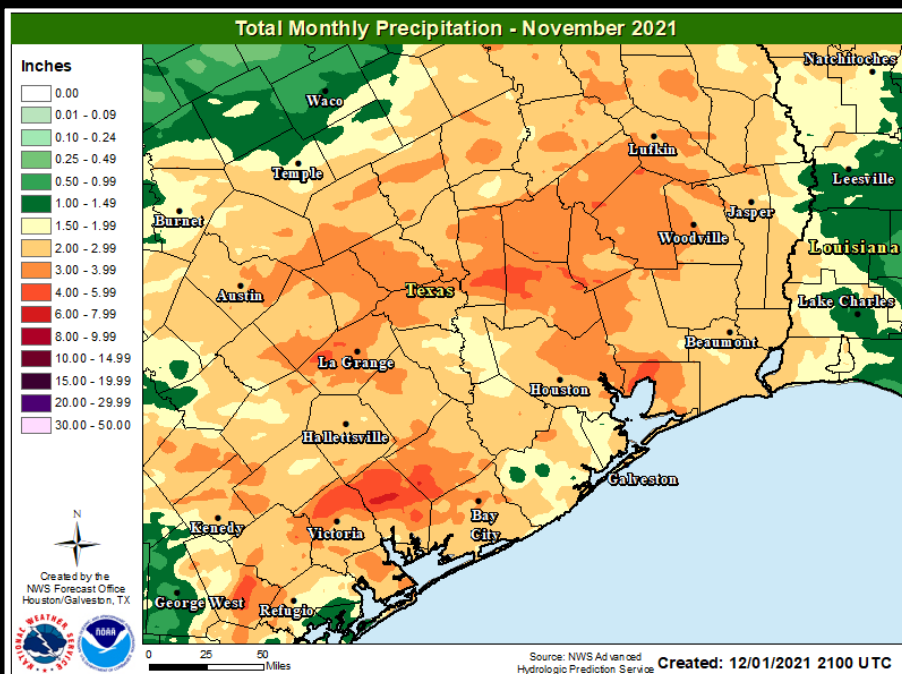 Total Monthly Precipitation - November 2021
Inches
0.00
0.01 - 0.09
0.10 - 0.24
0.25 - 0.49
0.50 - 0.99
1.00 - 1.49
1.50 - 1.99
2.00 - 2.99
3.00 - 3.99
4.00 - 5.99
6.00 - 7.99
8.00 - 9.99
10.00 - 14.99
15.00 - 19.99
20.00 - 29.99
30.00 - 50.00
Natchitoches
Waco
Lufkin
Temple
Leesville
Burnet
Jasper
Woodville
Louisiana
Austin
Texas
Lake Charles
Beaumont
La Grange
Houston
Hallettsville
Galveston
Kenedy
Victoria
Bay
City
George West
Refugio
N
Created by the
NWS Forecast Office
Houston/Galveston, TX
NATIONAL WEATHER SERVICE
NOAA
0 25 50
Miles
Source: NWS Advanced
Hydrologic Prediction Service
Created: 12/01/2021 2100 UTC